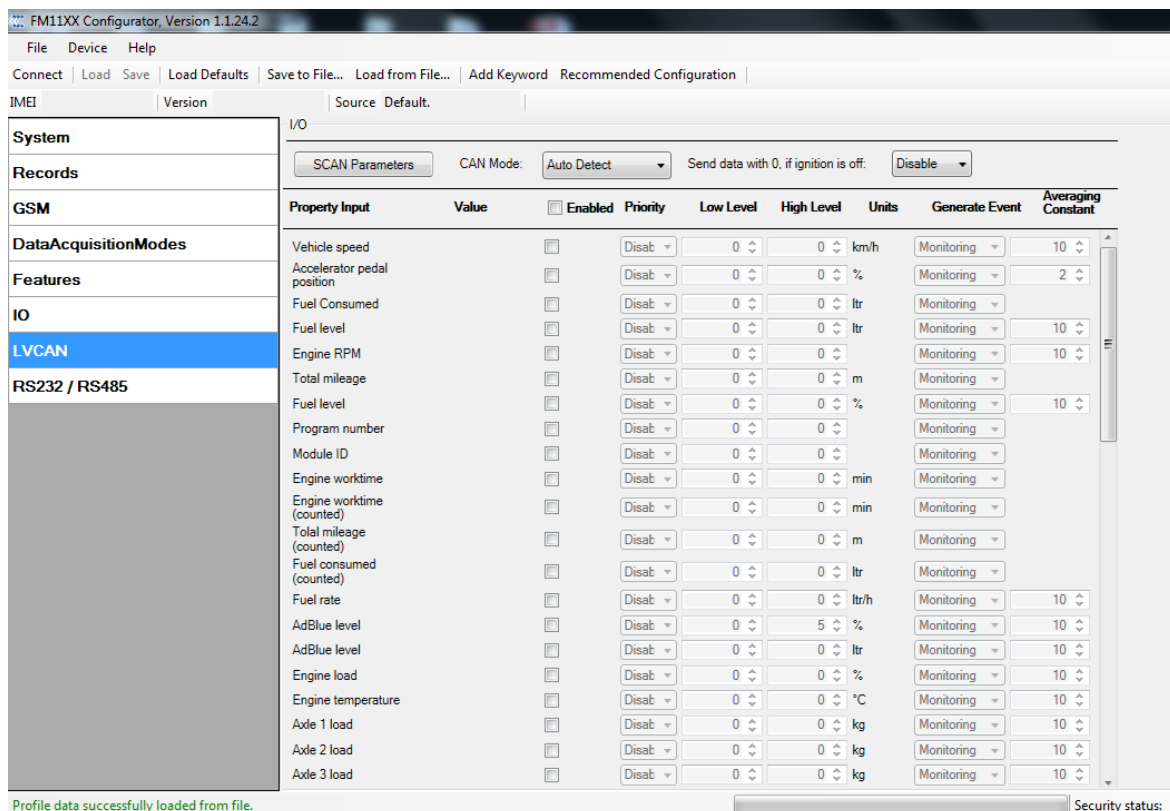 FM11XX Configurator, Version 1.1.24.2
File Device Help
Connect Load Save Load Defaults Save to File... Load from File... Add Keyword Recommended Configuration
IMEI Version Source Default.
System
Records
GSM
DataAcquisitionModes
Features
IO
LVCAN
RS232 / RS485
I/O
SCAN Parameters CAN Mode: Auto Detect Send data with 0, if ignition is off: Disable
Property Input Value Enabled Priority Low Level High Level Units Generate Event Averaging
Constant
Vehicle speed Disab 0 0 km/h Monitoring 10
Accelerator pedal
position Disab 0 0 % Monitoring 2
Fuel Consumed Disab 0 0 ltr Monitoring
Fuel level Disab 0 0 ltr Monitoring 10
Engine RPM Disab 0 0 Monitoring 10
Total mileage Disab 0 0 m Monitoring
Fuel level Disab 0 0 % Monitoring 10
Program number Disab 0 0 Monitoring
Module ID Disab 0 0 Monitoring
Engine worktime Disab 0 0 min Monitoring
Engine worktime
(counted) Disab 0 0 min Monitoring
Tolal mileage
(counted) Disab 0 0 m Monitoring
Fuel consumed
(counted) Disab 0 0 ltr Monitoring
Fuel rate Disab 0 0 ltr/h Monitoring 10
AdBlue level Disab 0 5 % Monitoring 10
AdBlue level Disab 0 0 ltr Monitoring 10
Engine load Disab 0 0 % Monitoring 10
Engine temperature Disab 0 0 °C Monitoring 10
Axle 1 load Disab 0 0 kg Monitoring 10
Axle 2 load Disab 0 0 kg Monitoring 10
Axle 3 load Disab 0 0 kg Monitoring 10
Profile data successfully loaded from file. Security status: